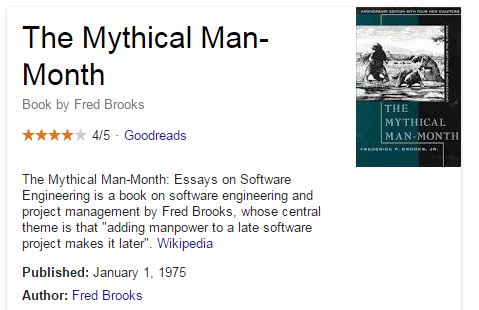 The Mythical Man-
Month
Book by Fred Brooks
4/5 · Goodreads
The Mythical Man-Month: Essays on Software
Engineering is a book on software engineering and
project management by Fred Brooks, whose central
theme is that "adding manpower to a late software
project makes it later". Wikipedia
Published: January 1, 1975
Author: Fred Brooks
ANNIVERSARY EDITION WITH FOUR NEW CHAPTERS
THE
MYTHICAL
MAN-MONTH
FREDERICK P. BROOKS, JR.